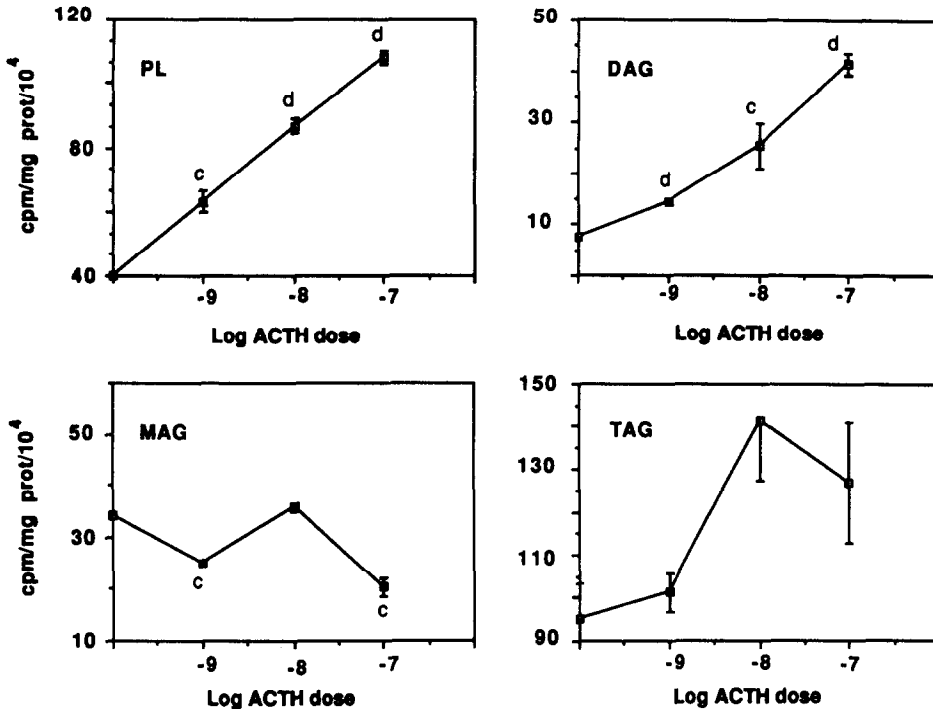 120
PL
d
d
c
80
40
cpm/mg prot/10⁴
-9 -8 -7
Log ACTH dose
50
DAG
d
c
d
30
10
-9 -8 -7
Log ACTH dose
MAG
50
30
10
c
c
cpm/mg prot/10⁴
-9 -8 -7
Log ACTH dose
150
TAG
130
110
90
-9 -8 -7
Log ACTH dose